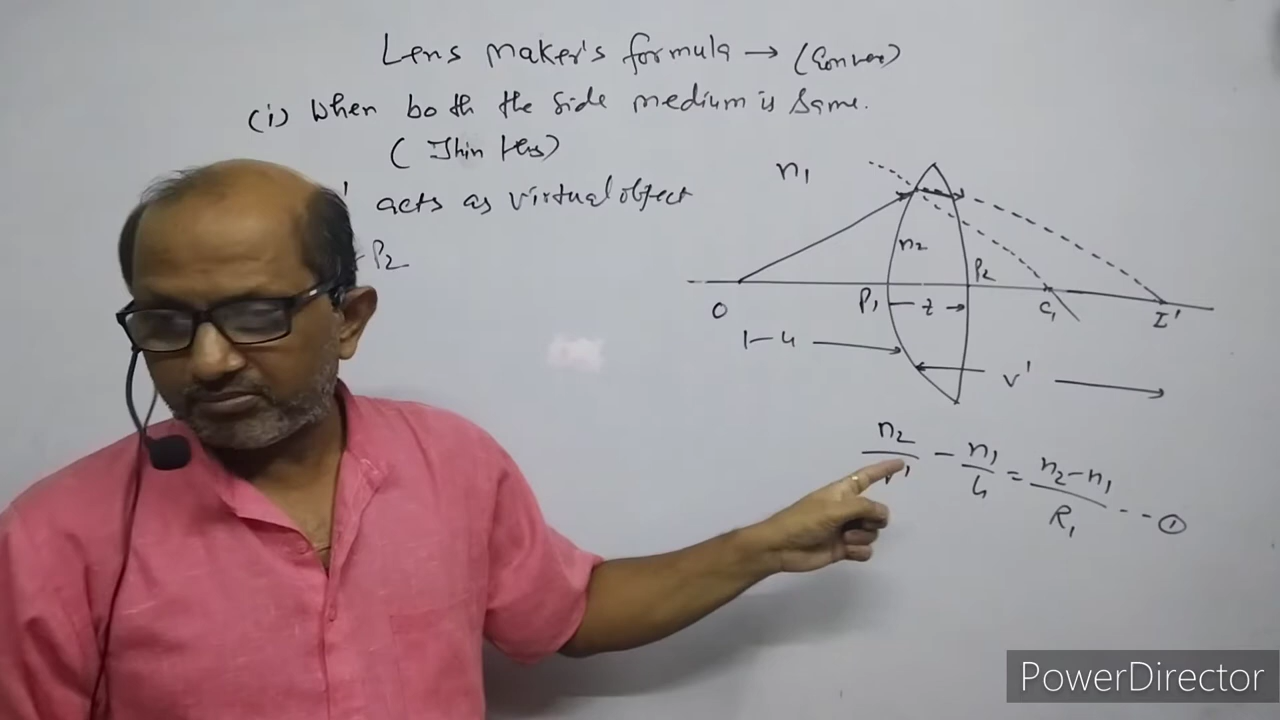 Lens maker's formula → (Convex)
(i) When both the side medium is same.
(Thin lens)
I' acts as virtual object
P2
n1
n2
P2
O
P1
t
C1
I'
-u
v'
n2/v' - n1/u = (n2-n1)/R1 --- ①
PowerDirector